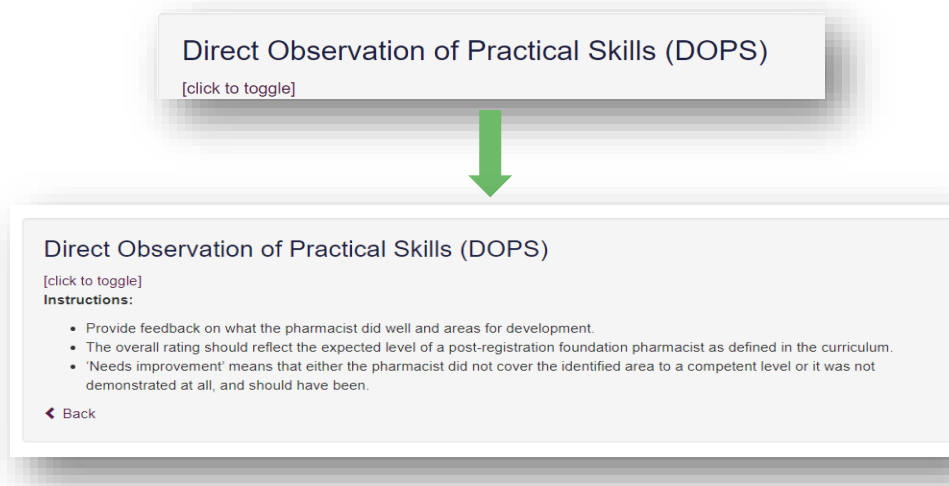 Direct Observation of Practical Skills (DOPS)
[click to toggle]
Direct Observation of Practical Skills (DOPS)
[click to toggle]
Instructions:
• Provide feedback on what the pharmacist did well and areas for development.
• The overall rating should reflect the expected level of a post-registration foundation pharmacist as defined in the curriculum.
• ‘Needs improvement’ means that either the pharmacist did not cover the identified area to a competent level or it was not
demonstrated at all, and should have been.
Back